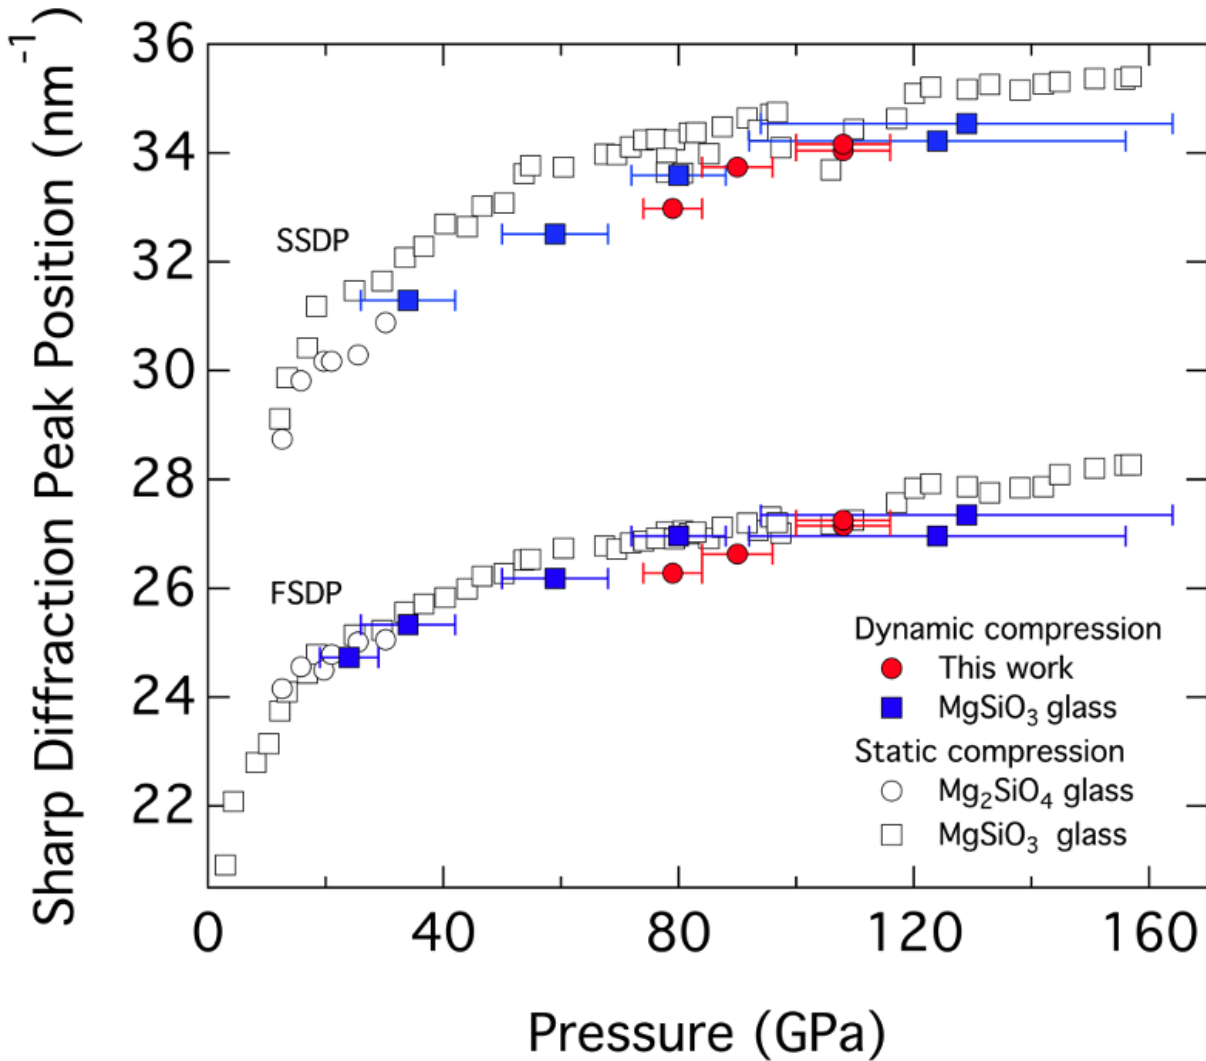 Sharp Diffraction Peak Position (nm⁻¹)
36
34
32
30
28
26
24
22
SSDP
FSDP
Dynamic compression
This work
MgSiO₃ glass
Static compression
Mg₂SiO₄ glass
MgSiO₃ glass
0 40 80 120 160
Pressure (GPa)